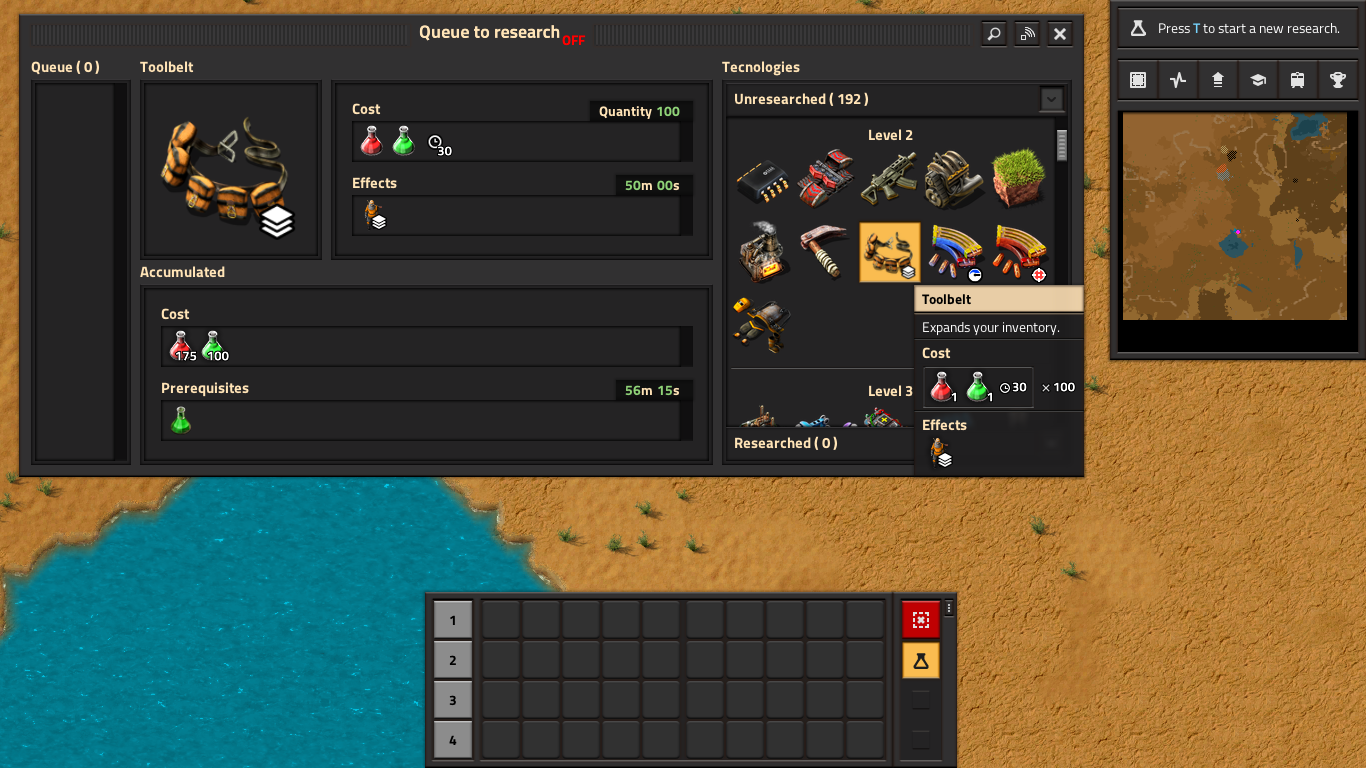 Queue to research OFF
Queue ( 0 )
Toolbelt
Cost
Quantity 100
30
Effects
50m 00s
Accumulated
Cost
175
100
Prerequisites
56m 15s
Tecnologies
Unresearched ( 192 )
Level 2
Level 3
Researched ( 0 )
Toolbelt
Expands your inventory.
Cost
1
1
30
× 100
Effects
Press T to start a new research.
1
2
3
4